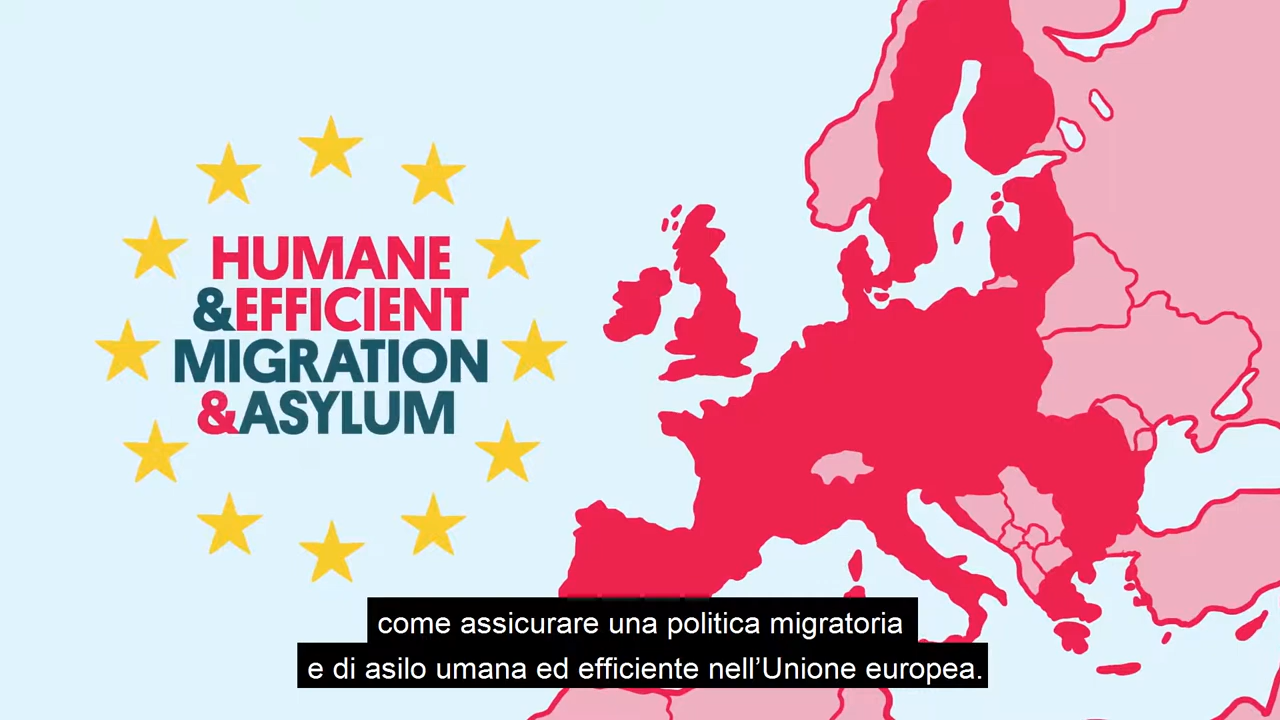 HUMANE
&EFFICIENT
MIGRATION
&ASYLUM
come assicurare una politica migratoria
e di asilo umana ed efficiente nell’Unione europea.